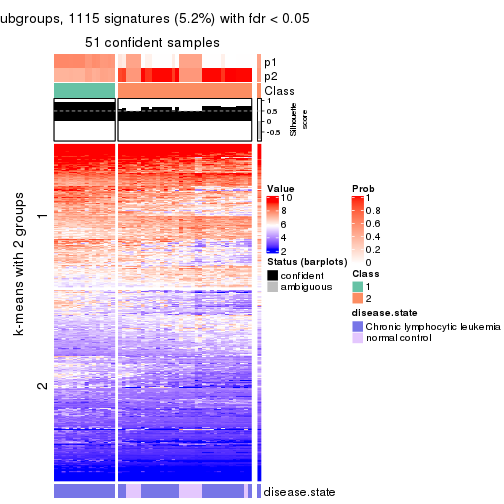 ubgroups, 1115 signatures (5.2%) with fdr < 0.05
51 confident samples
p1
p2
Class
1
0.5
0
-0.5
Silhouette
score
k-means with 2 groups
1
2
Value
10
8
6
4
2
Status (barplots)
confident
ambiguous
Prob
1
0.8
0.6
0.4
0.2
0
Class
1
2
disease.state
Chronic lymphocytic leukemia
normal control
disease.state